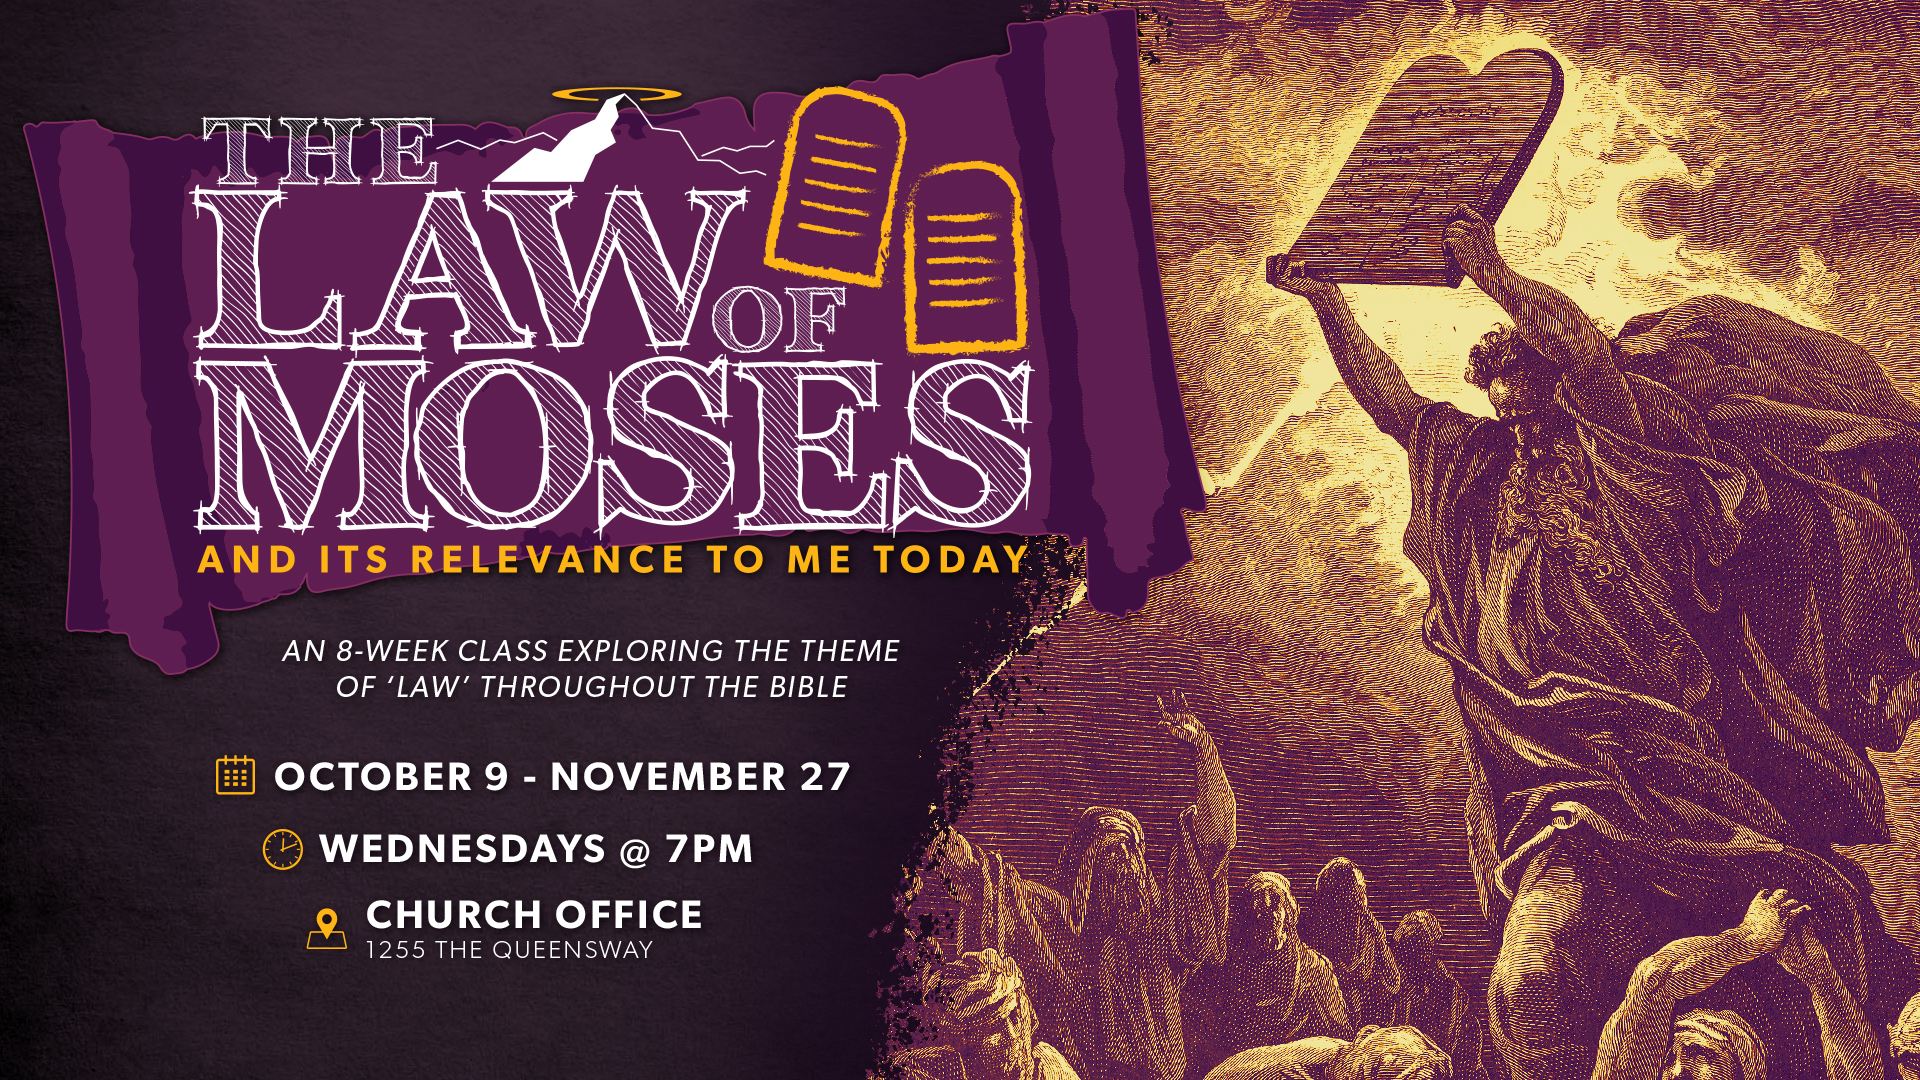 THE
LAW OF
MOSES
AND ITS RELEVANCE TO ME TODAY
AN 8-WEEK CLASS EXPLORING THE THEME
OF ‘LAW’ THROUGHOUT THE BIBLE
OCTOBER 9 - NOVEMBER 27
WEDNESDAYS @ 7PM
CHURCH OFFICE
1255 THE QUEENSWAY